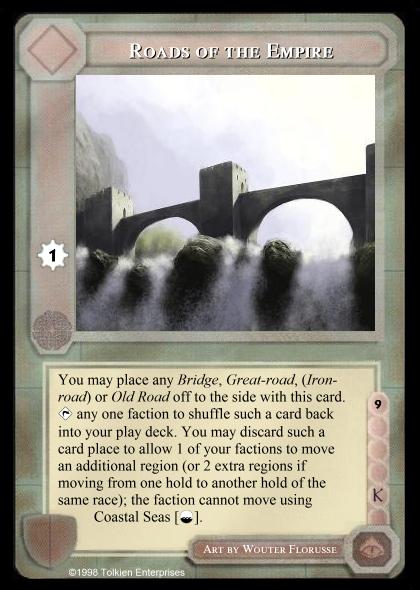 ROADS OF THE EMPIRE
1
You may place any Bridge, Great-road, (Iron-
road) or Old Road off to the side with this card.
any one faction to shuffle such a card back
into your play deck. You may discard such a
card place to allow 1 of your factions to move
an additional region (or 2 extra regions if
moving from one hold to another hold of the
same race); the faction cannot move using
Coastal Seas [ ].
9
K
ART BY WOUTER FLORUSSE
©1998 Tolkien Enterprises